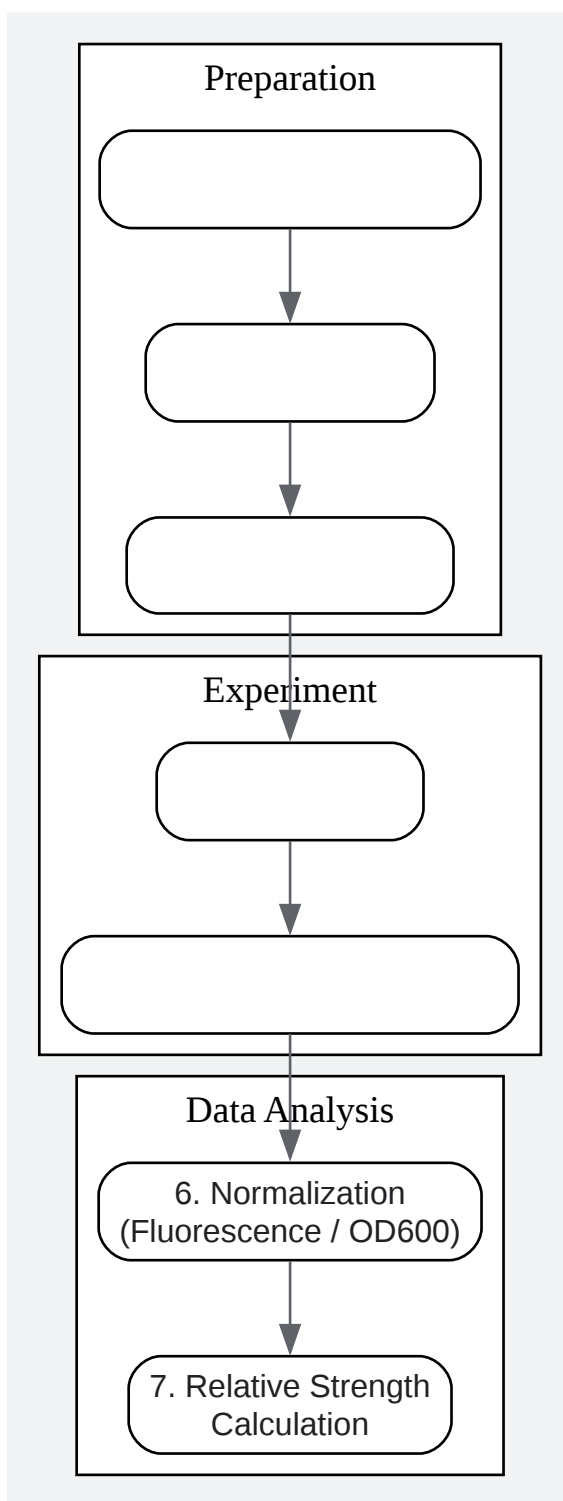 Preparation
Experiment
Data Analysis
6. Normalization
(Fluorescence / OD600)
7. Relative Strength
Calculation